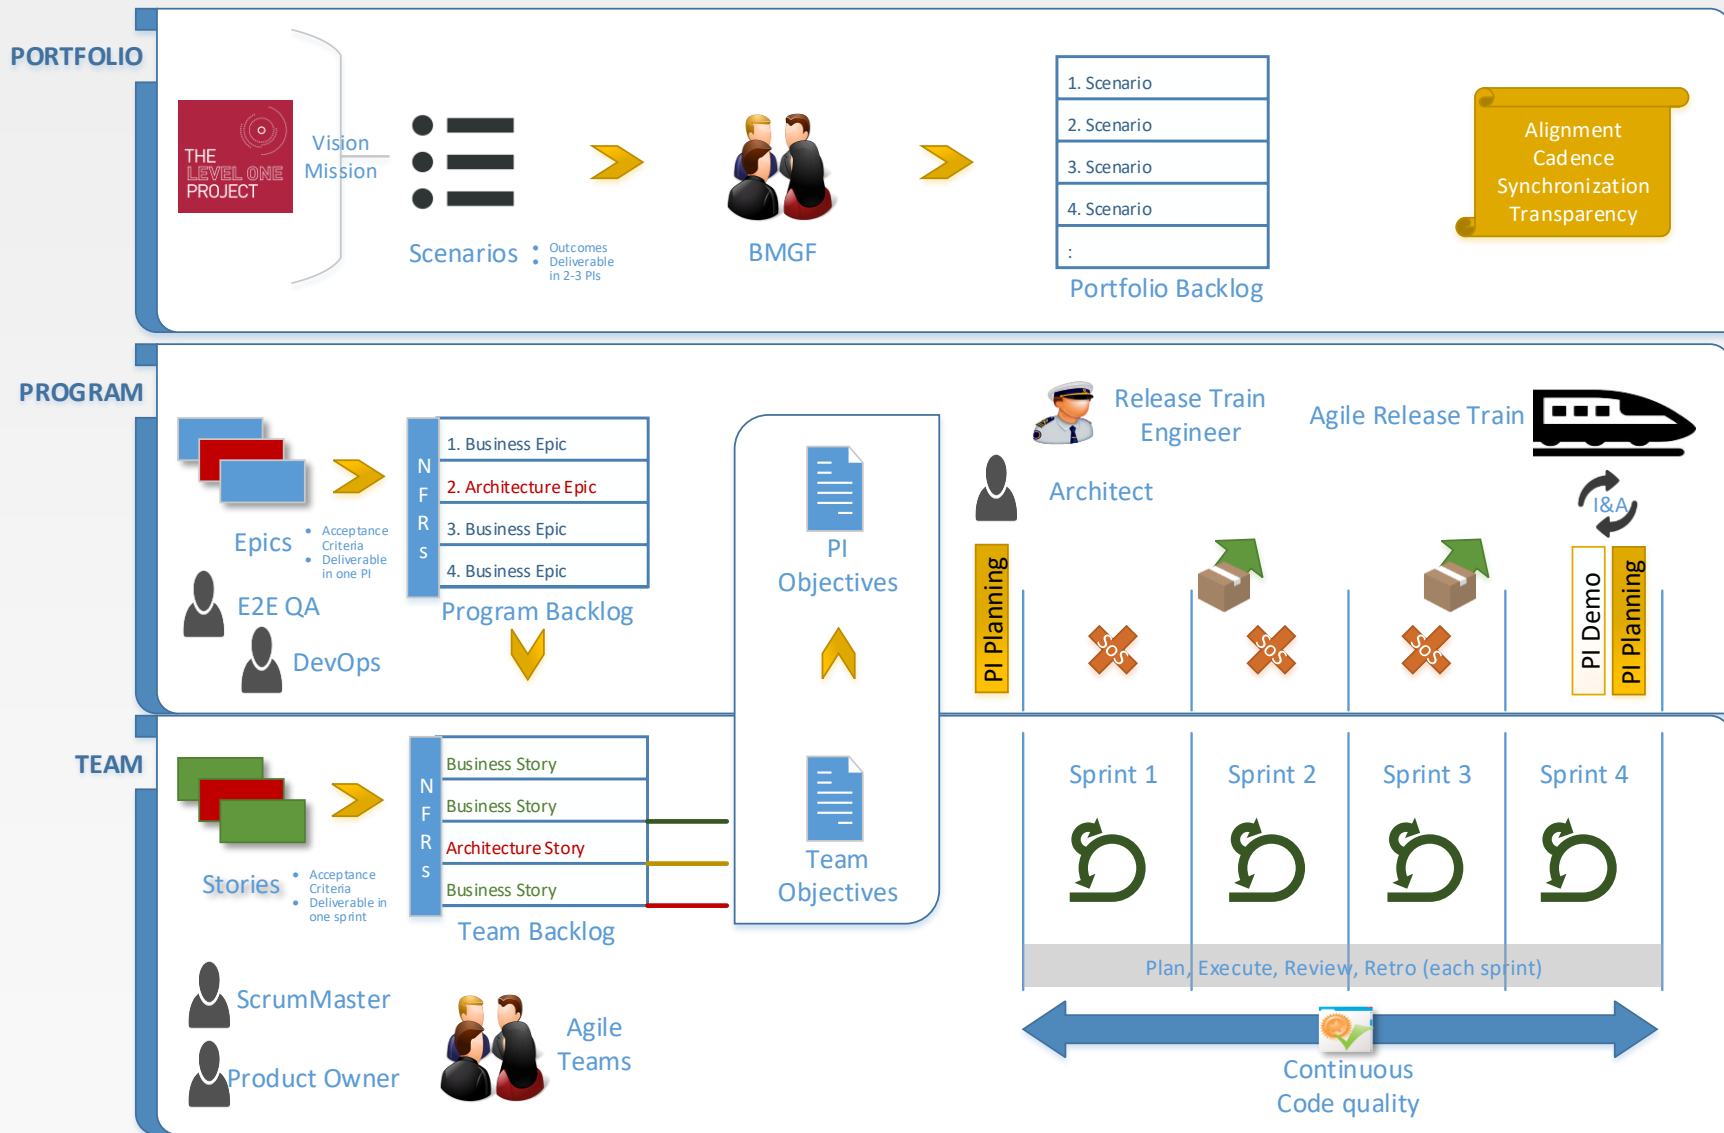 PORTFOLIO
THE
LEVEL ONE
PROJECT
Vision
Mission
Scenarios
• Outcomes
• Deliverable
in 2-3 PIs
BMGF
1. Scenario
2. Scenario
3. Scenario
4. Scenario
:
Portfolio Backlog
Alignment
Cadence
Synchronization
Transparency
PROGRAM
Epics
• Acceptance
Criteria
• Deliverable
in one PI
E2E QA
DevOps
NFRs
1. Business Epic
2. Architecture Epic
3. Business Epic
4. Business Epic
Program Backlog
PI
Objectives
Release Train
Engineer
Architect
Agile Release Train
I&A
PI Planning
SoS
SoS
SoS
PI Demo
PI Planning
TEAM
Stories
• Acceptance
Criteria
• Deliverable in
one sprint
NFRs
Business Story
Business Story
Architecture Story
Business Story
Team Backlog
Team
Objectives
ScrumMaster
Product Owner
Agile
Teams
Sprint 1
Sprint 2
Sprint 3
Sprint 4
Plan, Execute, Review, Retro (each sprint)
Continuous
Code quality